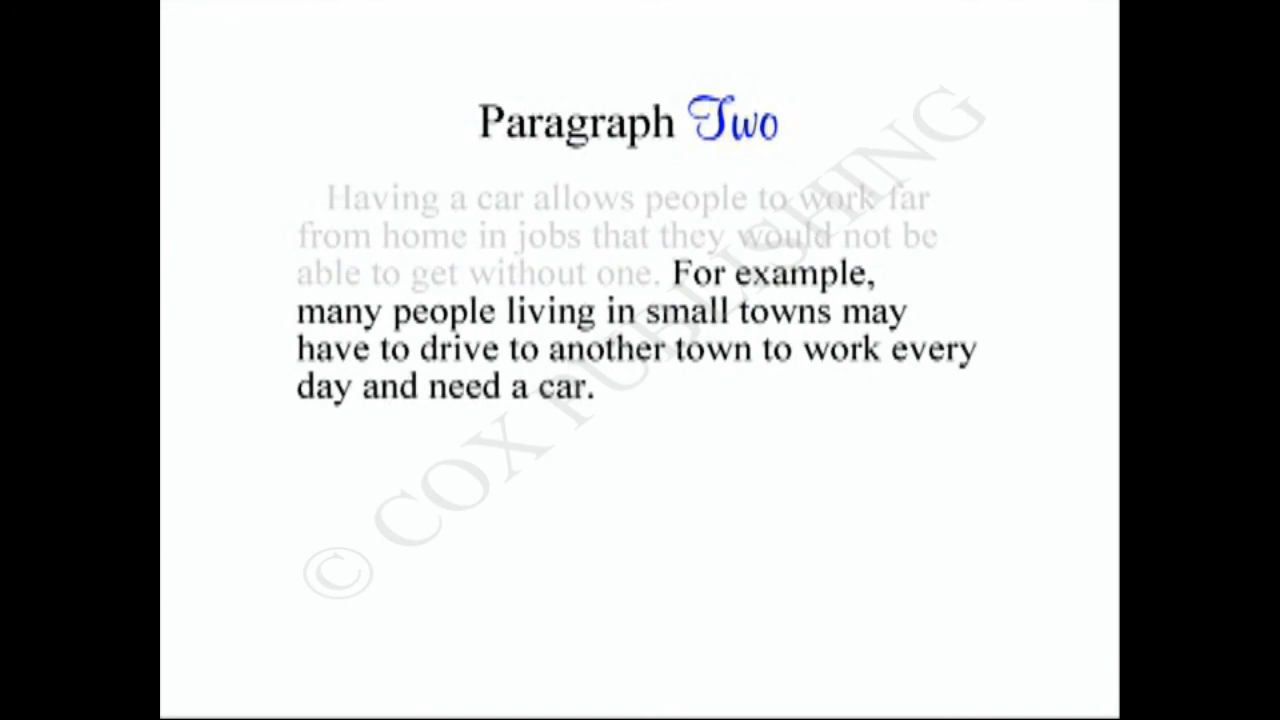 Paragraph Two
Having a car allows people to work far
from home in jobs that they would not be
able to get without one. For example,
many people living in small towns may
have to drive to another town to work every
day and need a car.
© COX PUBLISHING